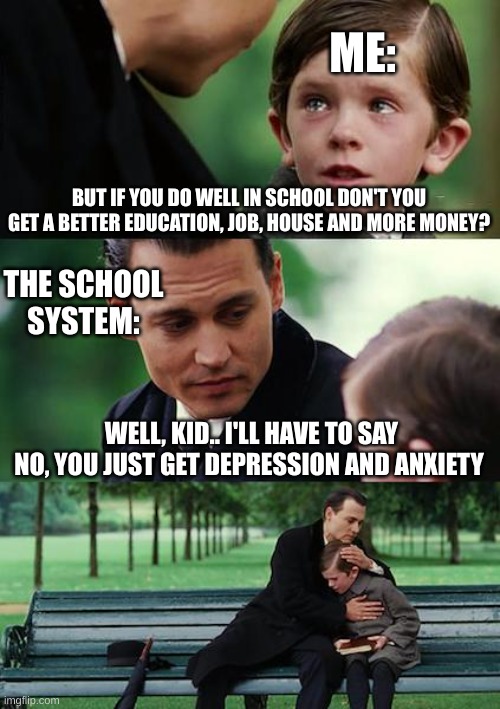 ME:
BUT IF YOU DO WELL IN SCHOOL DON'T YOU
GET A BETTER EDUCATION, JOB, HOUSE AND MORE MONEY?
THE SCHOOL
SYSTEM:
WELL, KID.. I'LL HAVE TO SAY
NO, YOU JUST GET DEPRESSION AND ANXIETY
imgflip.com